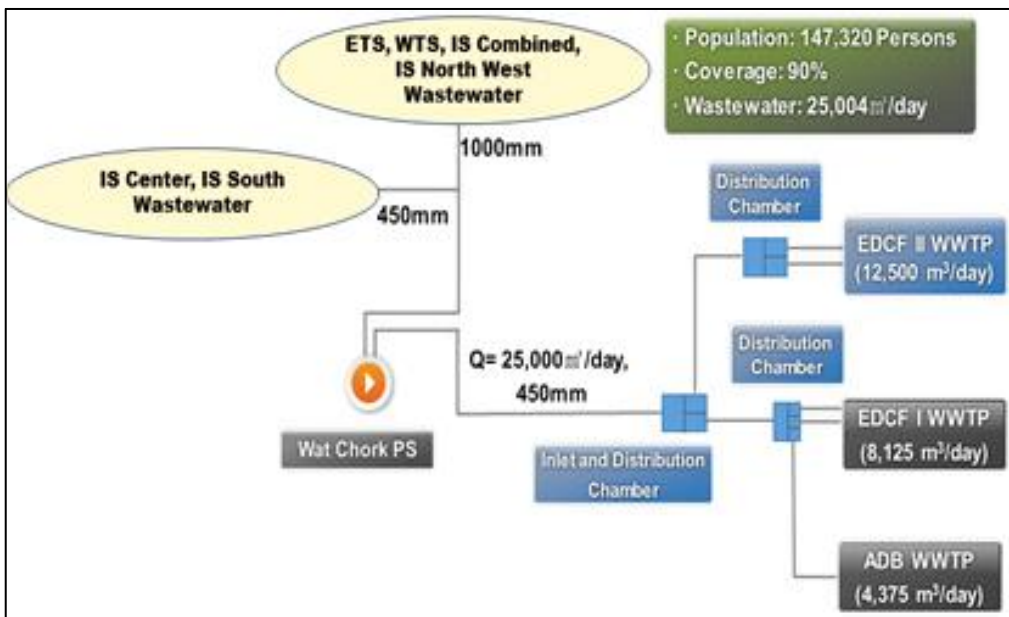 ETS, WTS, IS Combined,
IS North West
Wastewater
· Population: 147,320 Persons
· Coverage: 90%
· Wastewater: 25,004㎥/day
1000mm
IS Center, IS South
Wastewater
450mm
Distribution
Chamber
EDCF Ⅱ WWTP
(12,500 m³/day)
Q= 25,000㎥/day,
450mm
Distribution
Chamber
EDCF I WWTP
(8,125 m³/day)
Wat Chork PS
Inlet and Distribution
Chamber
ADB WWTP
(4,375 m³/day)